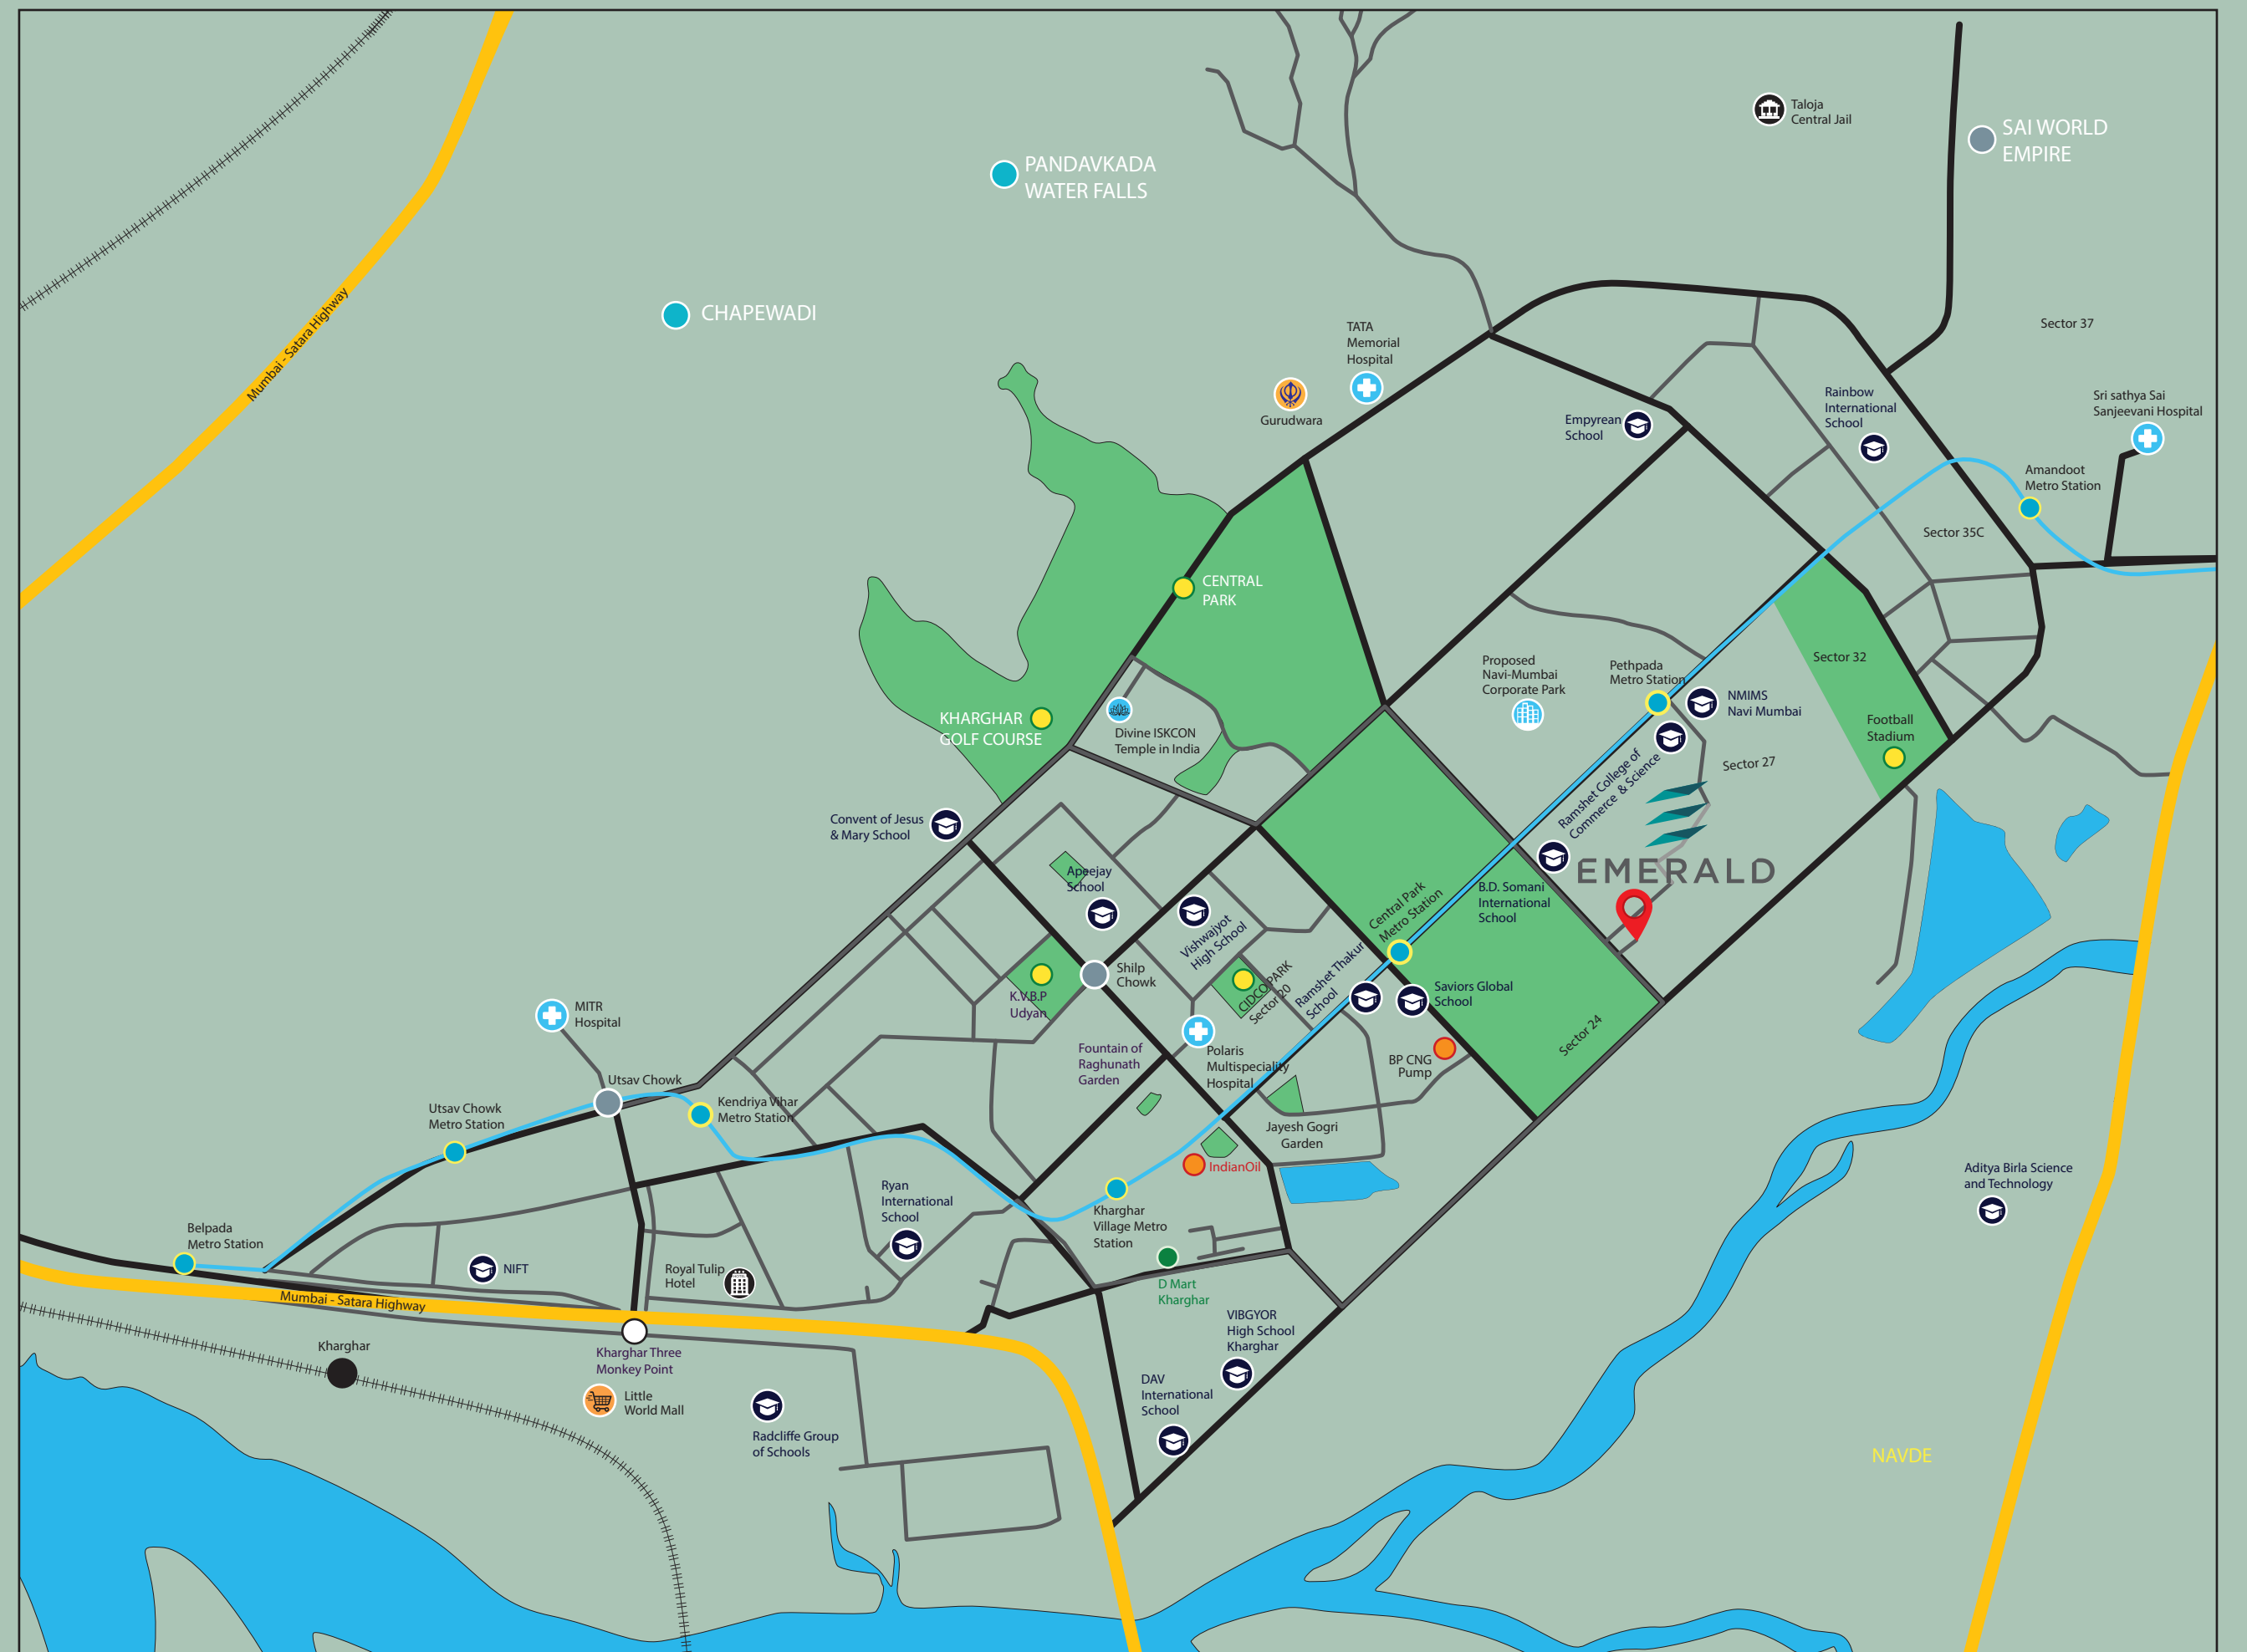 Taloja
Central Jail
SAI WORLD
EMPIRE
PANDAVKADA
WATER FALLS
CHAPEWADI
Mumbai - Satara Highway
TATA
Memorial
Hospital
Gurudwara
Sector 37
Empyrean
School
Rainbow
International
School
Sri sathya Sai
Sanjeevani Hospital
Amandoot
Metro Station
Sector 35C
CENTRAL
PARK
KHARGHAR
GOLF COURSE
Divine ISKCON
Temple in India
Proposed
Navi-Mumbai
Corporate Park
Pethpada
Metro Station
NMIMS
Navi Mumbai
Sector 32
Football
Stadium
Sector 27
Ramshet College of
Commerce & Science
EMERALD
Convent of Jesus
& Mary School
Apeejay
School
Vishwajyot
High School
Central Park
Metro Station
B.D. Somani
International
School
Shilp
Chowk
K.V.B.P
Udyan
CIDCO PARK
Sector 20
Ramshet Thakur
School
Saviors Global
School
Sector 24
MITR
Hospital
Fountain of
Raghunath
Garden
Polaris
Multispeciality
Hospital
BP CNG
Pump
Utsav Chowk
Kendriya Vihar
Metro Station
Utsav Chowk
Metro Station
Jayesh Gogri
Garden
IndianOil
Aditya Birla Science
and Technology
Ryan
International
School
Kharghar
Village Metro
Station
Belpada
Metro Station
NIFT
Royal Tulip
Hotel
D Mart
Kharghar
Mumbai - Satara Highway
VIBGYOR
High School
Kharghar
Kharghar
Kharghar Three
Monkey Point
DAV
International
School
Little
World Mall
Radcliffe Group
of Schools
NAVDE